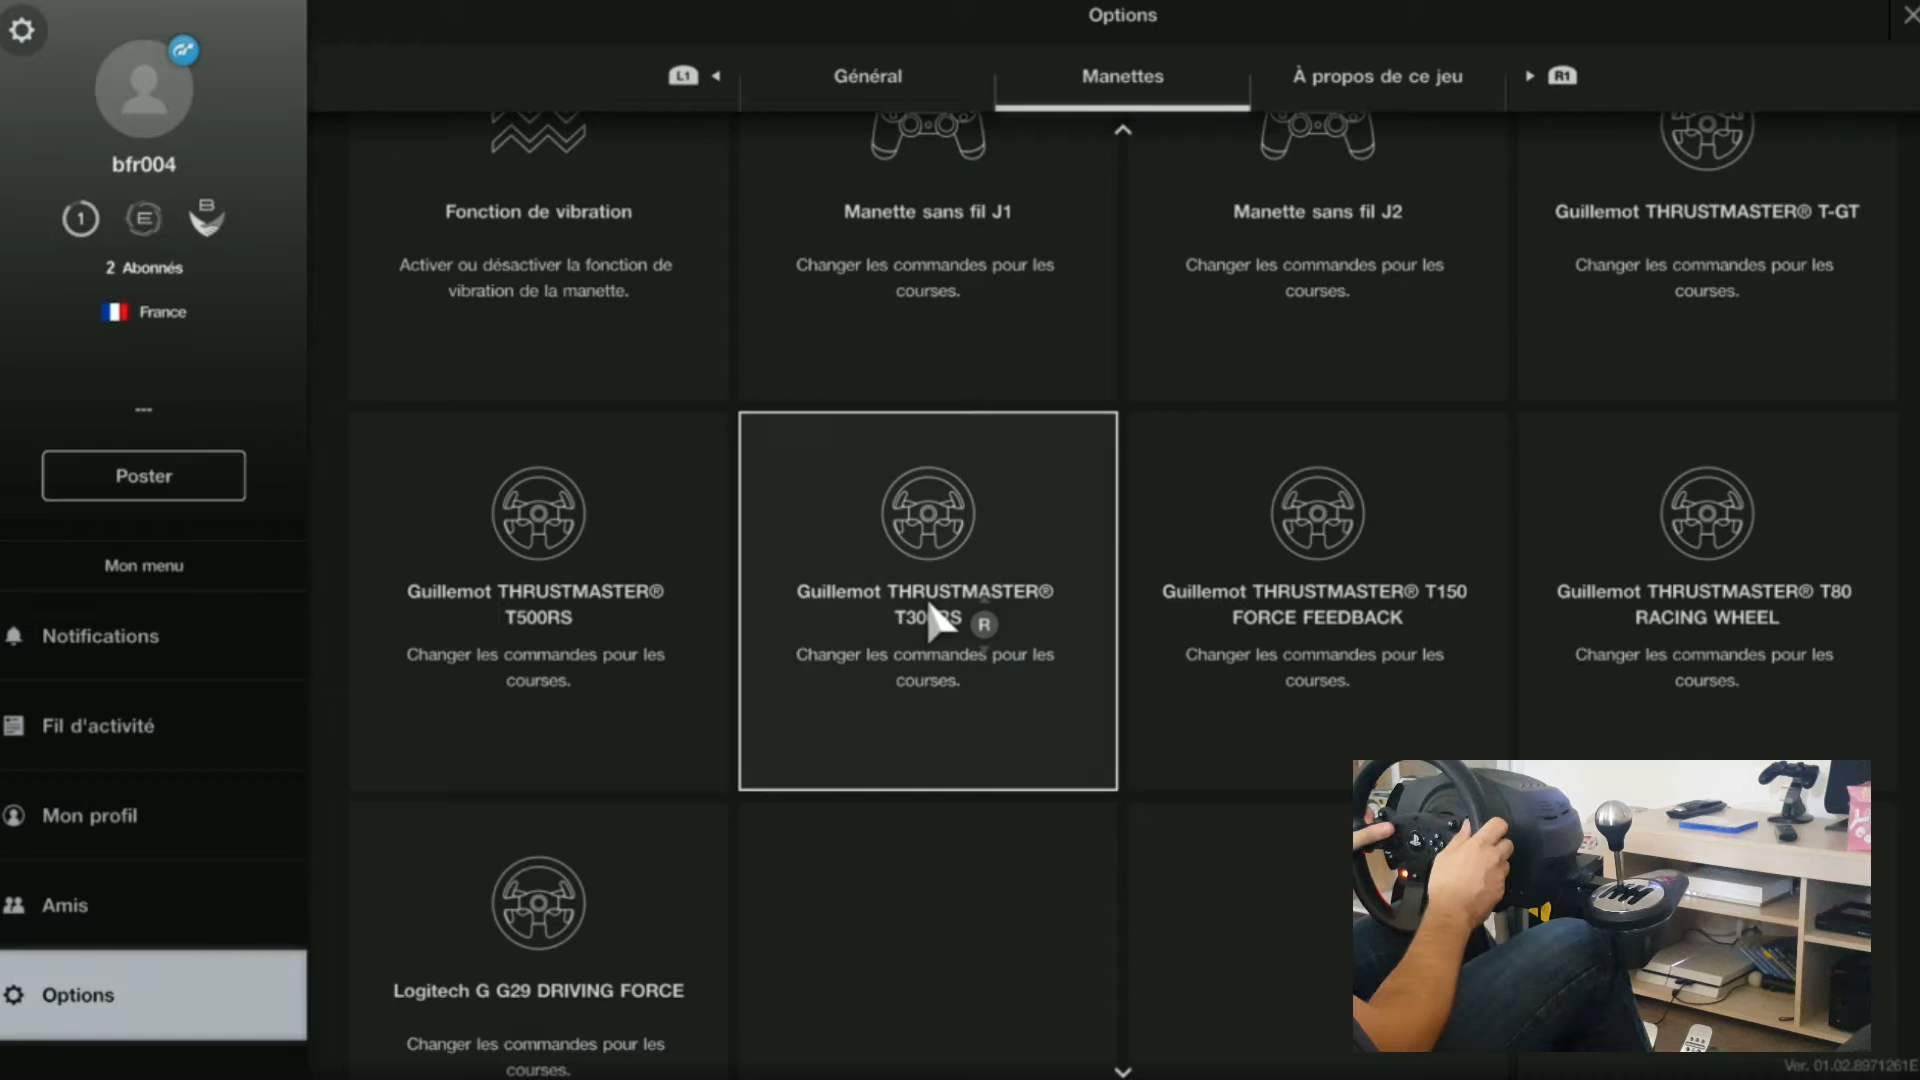 Options
L1
Général
Manettes
À propos de ce jeu
R1
bfr004
1
E
B
2 Abonnés
France
---
Poster
Mon menu
Notifications
Fil d'activité
Mon profil
Amis
Options
Fonction de vibration
Activer ou désactiver la fonction de
vibration de la manette.
Manette sans fil J1
Changer les commandes pour les
courses.
Manette sans fil J2
Changer les commandes pour les
courses.
Guillemot THRUSTMASTER® T-GT
Changer les commandes pour les
courses.
Guillemot THRUSTMASTER®
T500RS
Changer les commandes pour les
courses.
Guillemot THRUSTMASTER®
R
Changer les commandes pour les
courses.
Guillemot THRUSTMASTER® T150
FORCE FEEDBACK
Changer les commandes pour les
courses.
Guillemot THRUSTMASTER® T80
RACING WHEEL
Changer les commandes pour les
courses.
Logitech G G29 DRIVING FORCE
Changer les commandes pour les
courses.
Ver. 01.02.8971261E